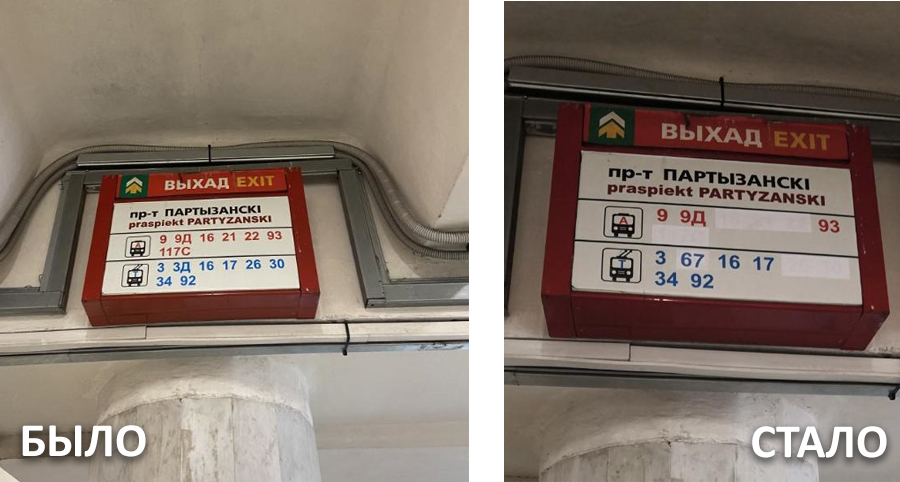 ВЫХАД EXIT
пр-т ПАРТЫЗАНСКІ
praspiekt PARTYZANSKI
А 9 9Д 16 21 22 93
117С
Т 3 3Д 16 17 26 30
34 92
БЫЛО
ВЫХАД EXIT
пр-т ПАРТЫЗАНСКІ
praspiekt PARTYZANSKI
А 9 9Д 93
Т 3 67 16 17
34 92
СТАЛО